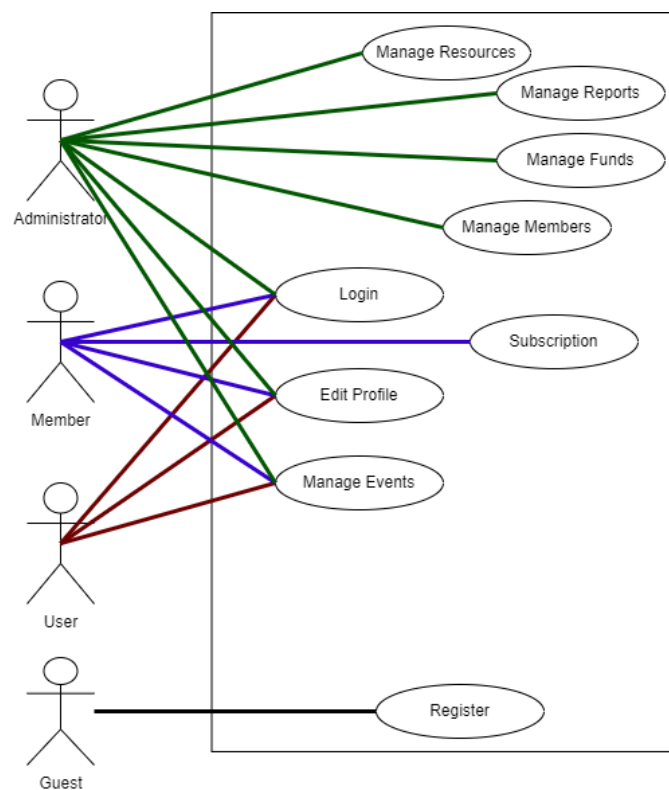 Manage Resources
Manage Reports
Manage Funds
Administrator
Manage Members
Login
Subscription
Edit Profile
Member
Manage Events
User
Register
Guest